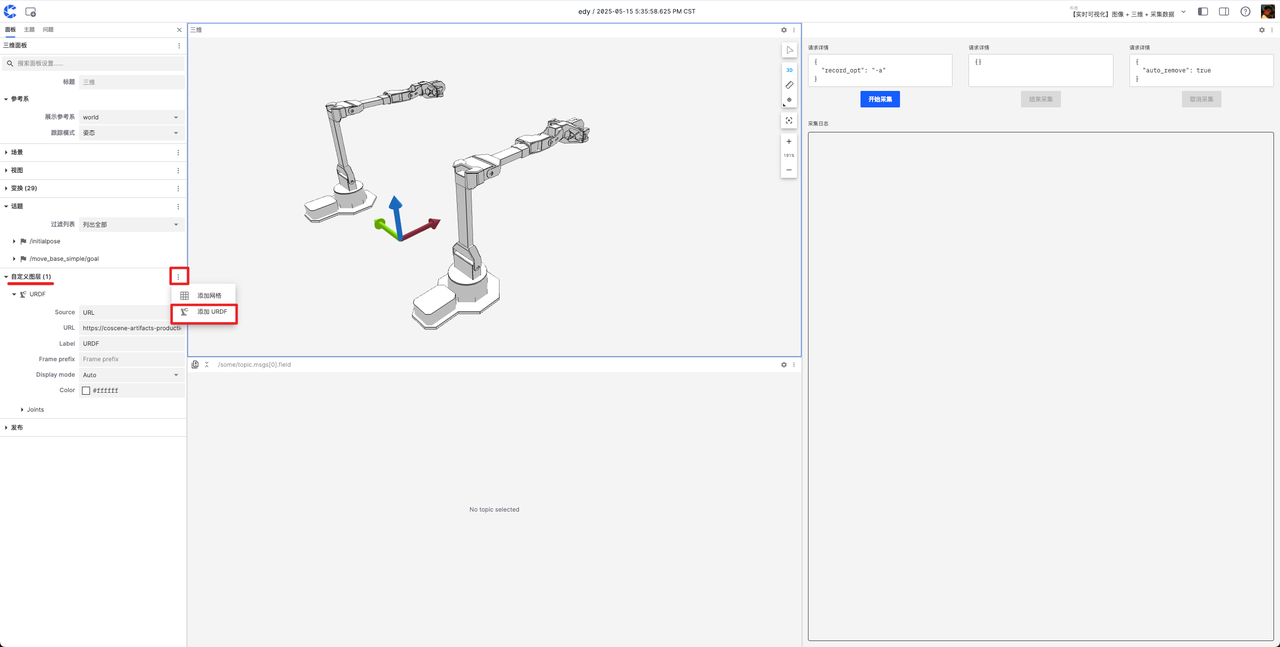 edy / 2025-05-15 5:35:58.625 PM CST
【实时可视化】图像 + 三维 + 采集数据
面板 主题 问题
三维面板
搜索面板设置......
标题 三维
参考系
展示参考系 world
跟踪模式 姿态
场景
视图
变换 (29)
话题
过滤列表 列出全部
/initialpose
/move_base_simple/goal
自定义图层 (1)
添加网格
添加 URDF
URDF
Source URL
URL https://coscene-artifacts-producti
Label URDF
Frame prefix Frame prefix
Display mode Auto
Color #ffffff
Joints
发布
三维
3D
191%
/some/topic.msgs[0].field
No topic selected
请求详情
{
"record_opt": "-a"
}
开始采集
请求详情
{}
结束采集
请求详情
{
"auto_remove": true
}
取消采集
采集日志